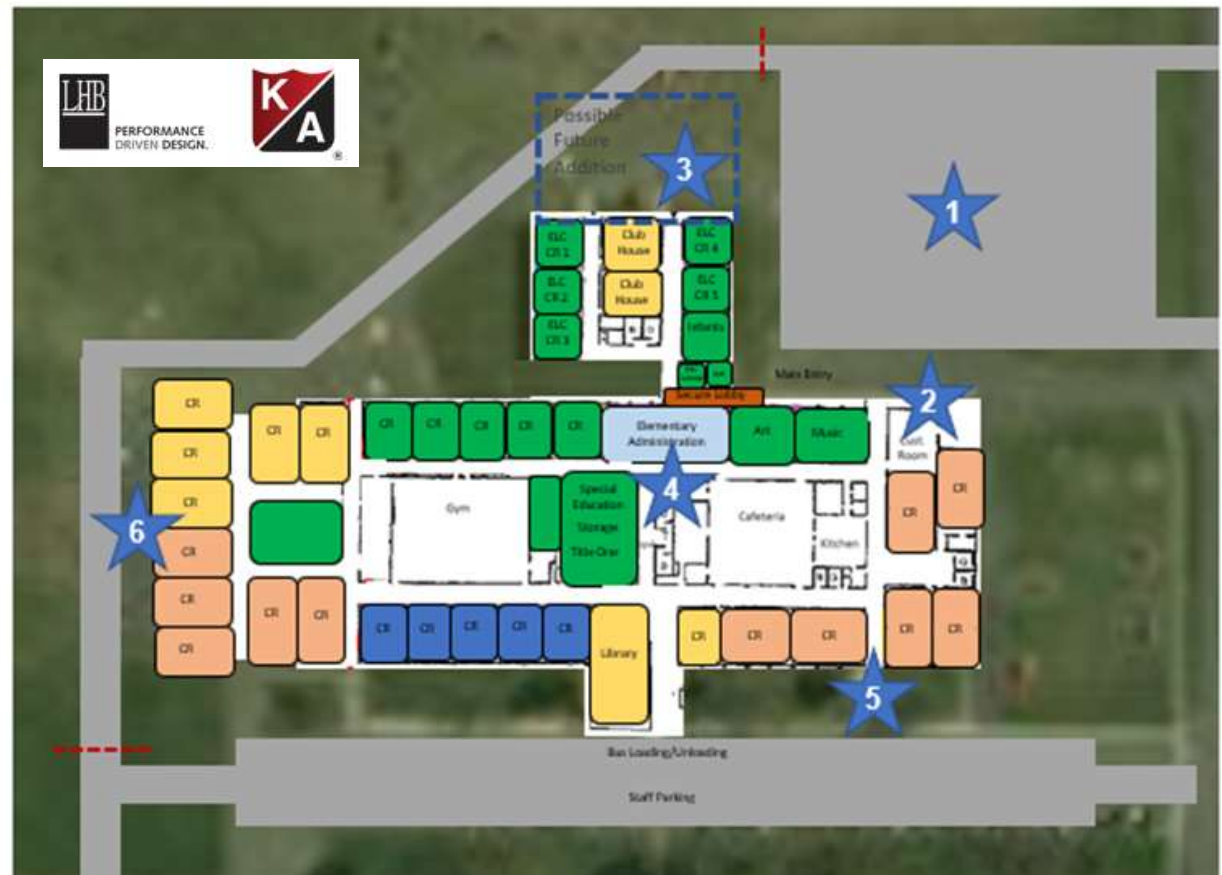 LHB
PERFORMANCE
DRIVEN DESIGN.
K
A
®
Possible
Future
Addition
3
1
ELC
CR 1
Club
House
ELC
CR 4
ELC
CR 2
Club
House
ELC
CR 5
ELC
CR 3
Infants
Main Entry
Secure Lobby
2
CR
CR
CR
CR
CR
CR
CR
CR
Elementary
Administration
Art
Music
Room
CR
CR
4
CR
CR
6
Gym
Special
Education
Storage
Title One
Cafeteria
Kitchen
CR
CR
CR
CR
CR
CR
CR
CR
CR
CR
Library
CR
CR
CR
CR
CR
CR
5
Bus Loading/Unloading
Staff Parking